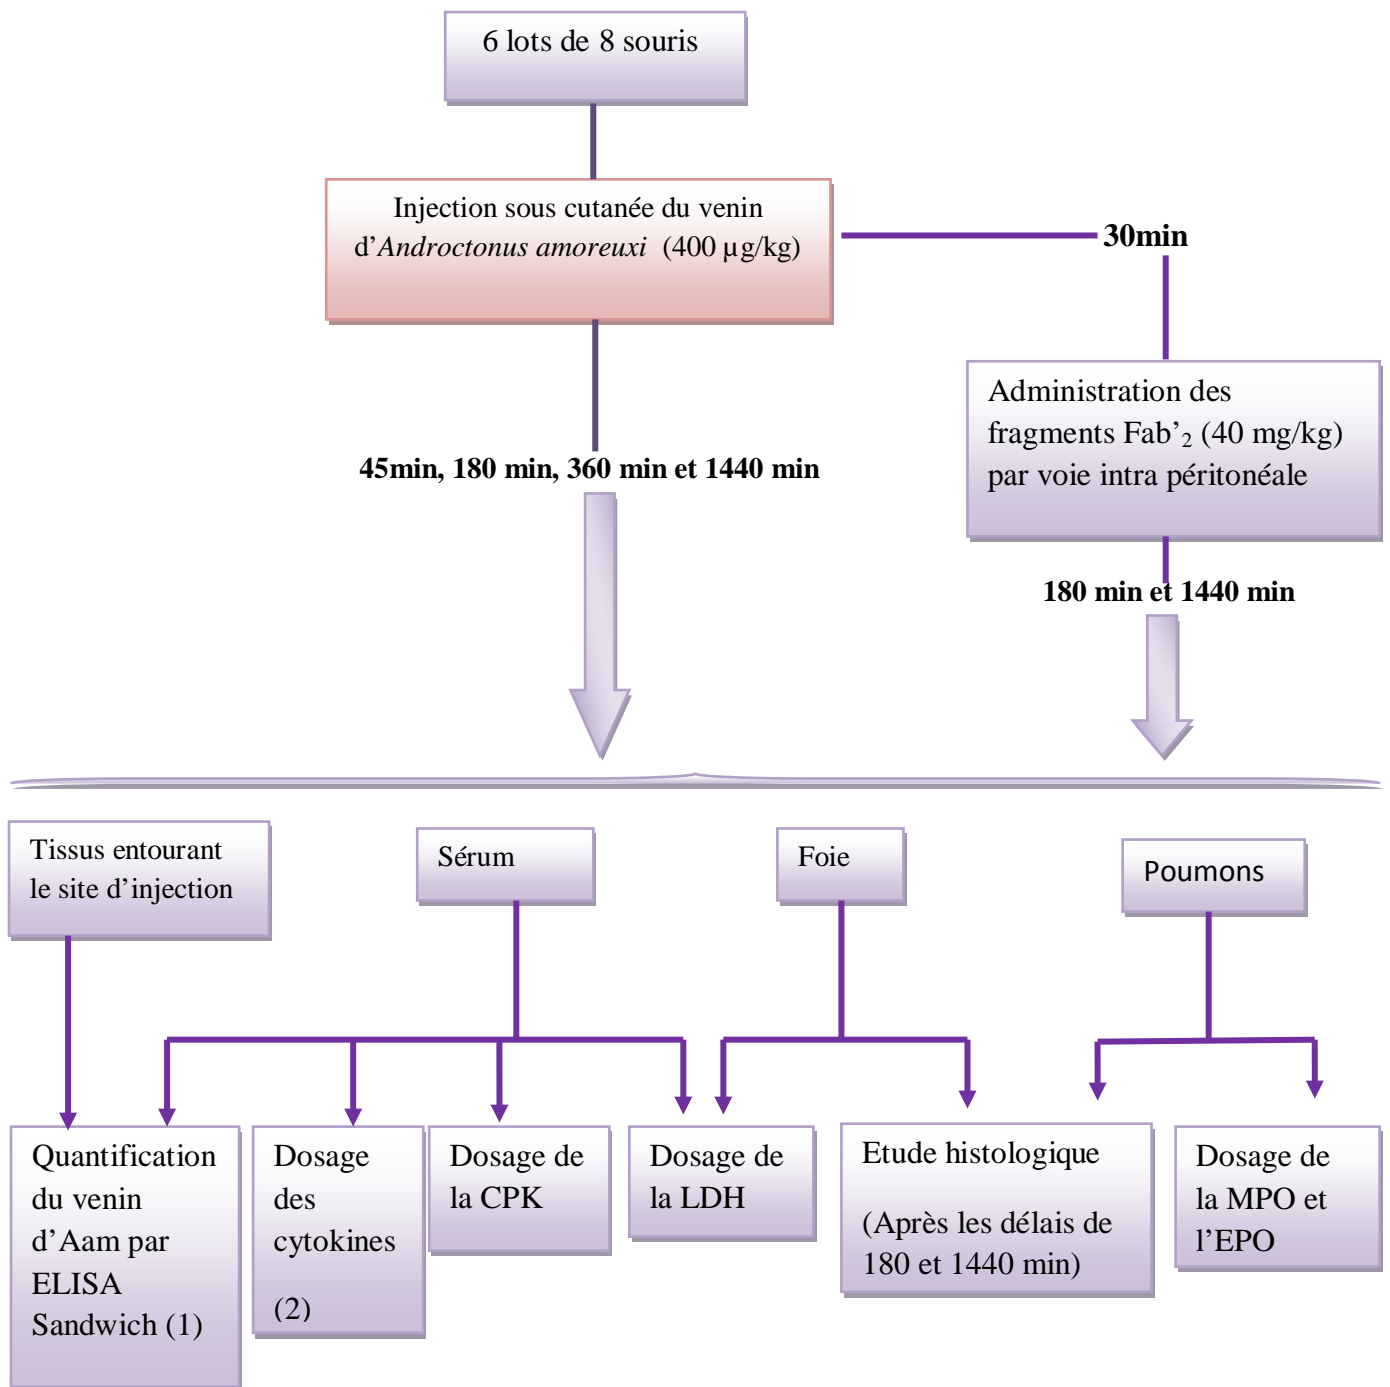 6 lots de 8 souris
Injection sous cutanée du venin
d’Androctonus amoreuxi (400 µg/kg)
30min
Administration des
fragments Fab’₂ (40 mg/kg)
par voie intra péritonéale
45min, 180 min, 360 min et 1440 min
180 min et 1440 min
Tissus entourant
le site d’injection
Sérum
Foie
Poumons
Quantification
du venin
d’Aam par
ELISA
Sandwich (1)
Dosage
des
cytokines
(2)
Dosage de
la CPK
Dosage de
la LDH
Etude histologique
(Après les délais de
180 et 1440 min)
Dosage de
la MPO et
l’EPO